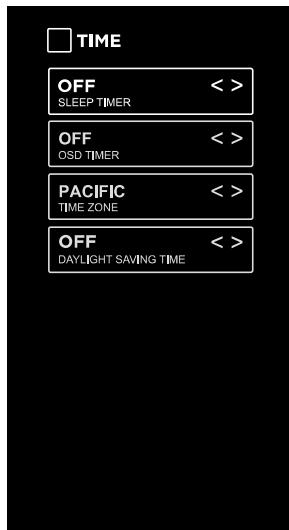 TIME
OFF < >
SLEEP TIMER
OFF < >
OSD TIMER
PACIFIC < >
TIME ZONE
OFF < >
DAYLIGHT SAVING TIME